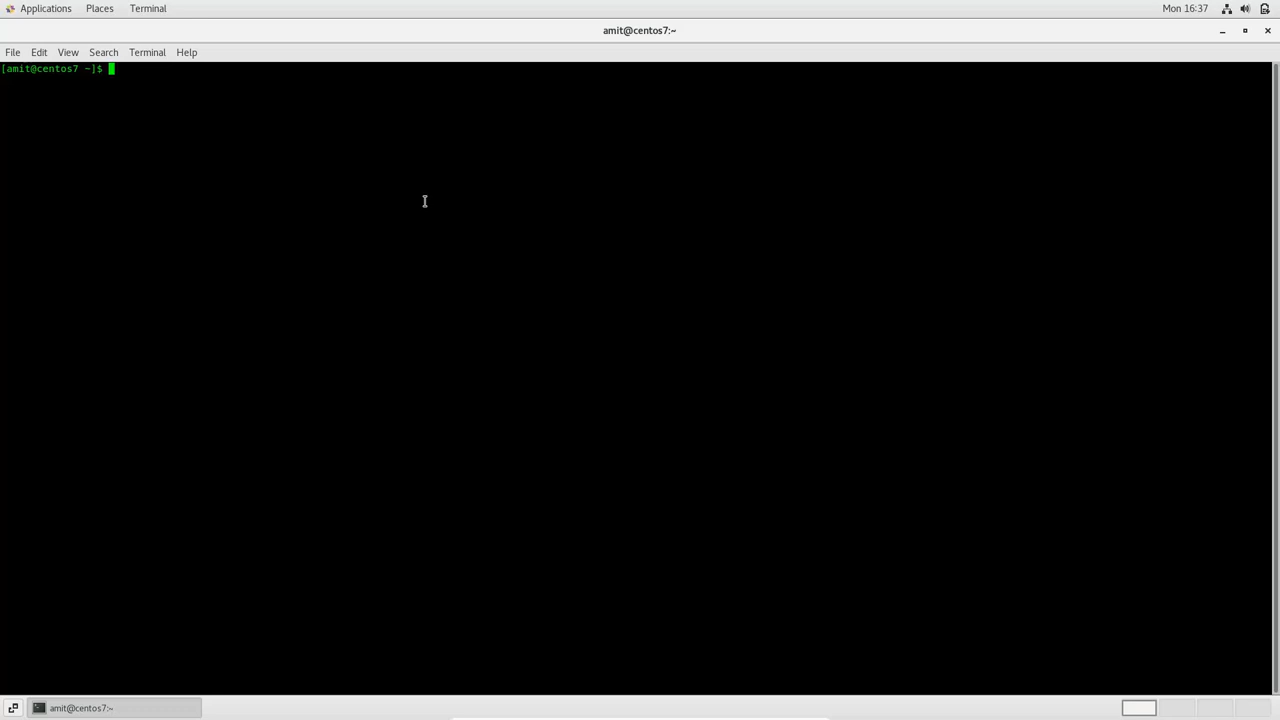 Applications Places Terminal Mon 16:37
amit@centos7:~
File Edit View Search Terminal Help
[amit@centos7 ~]$
amit@centos7:~